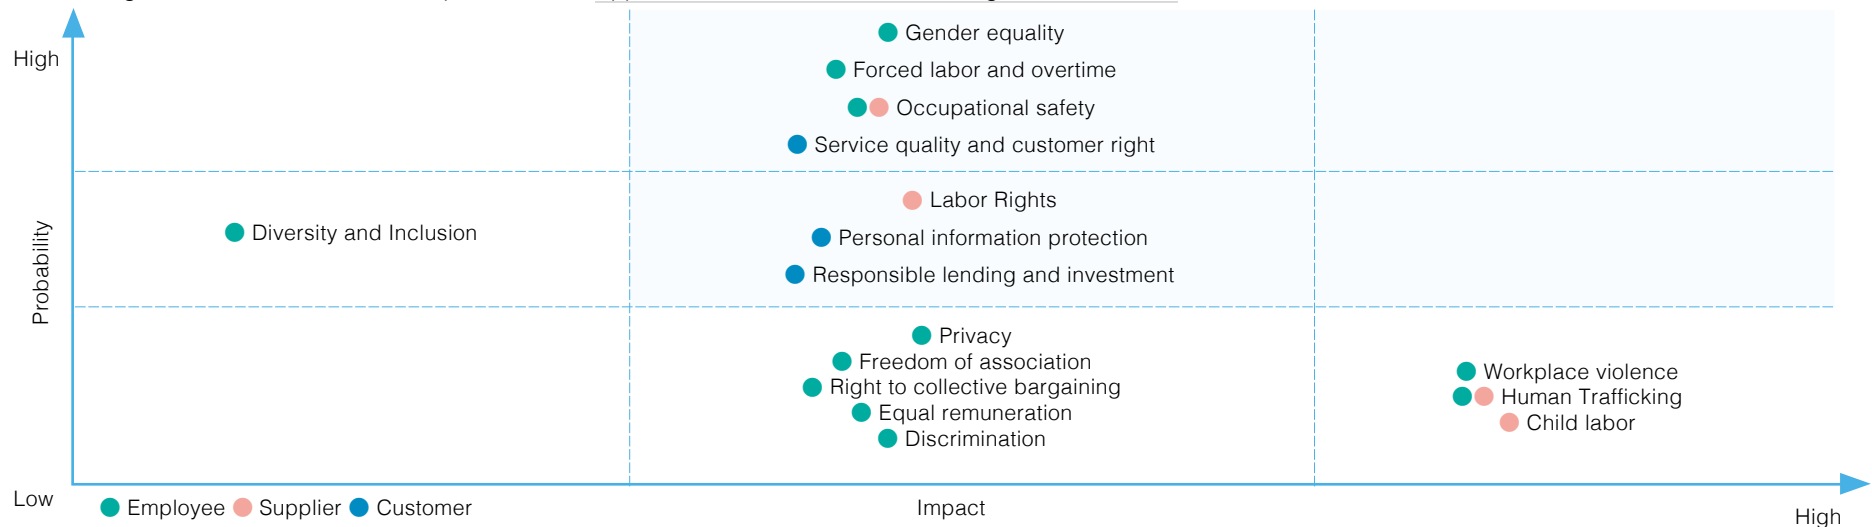 High
Gender equality
Forced labor and overtime
Occupational safety
Service quality and customer right
Labor Rights
Diversity and Inclusion
Personal information protection
Responsible lending and investment
Probability
Privacy
Freedom of association
Right to collective bargaining
Equal remuneration
Discrimination
Workplace violence
Human Trafficking
Child labor
Low
Employee Supplier Customer
Impact
High